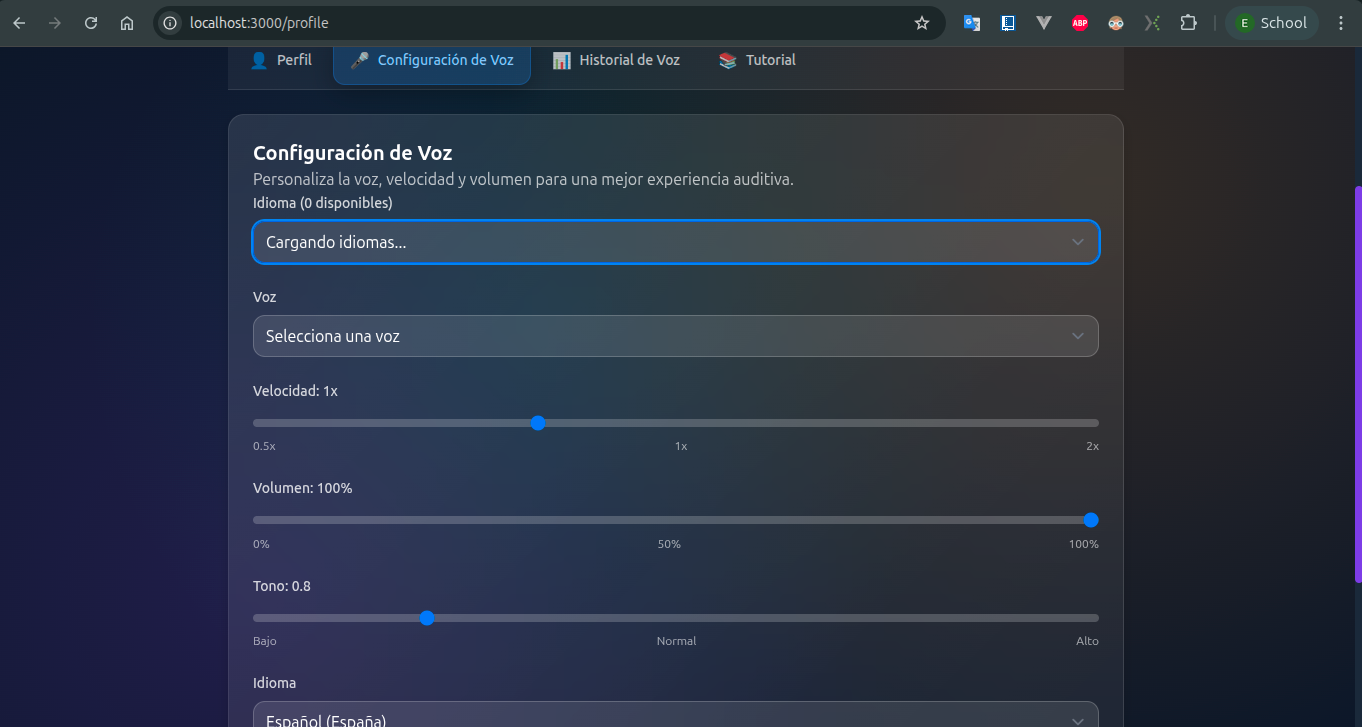 localhost:3000/profile
ABP
E School
Perfil
Configuración de Voz
Historial de Voz
Tutorial
Configuración de Voz
Personaliza la voz, velocidad y volumen para una mejor experiencia auditiva.
Idioma (0 disponibles)
Cargando idiomas...
Voz
Selecciona una voz
Velocidad: 1x
0.5x 1x 2x
Volumen: 100%
0% 50% 100%
Tono: 0.8
Bajo Normal Alto
Idioma
Español (España)